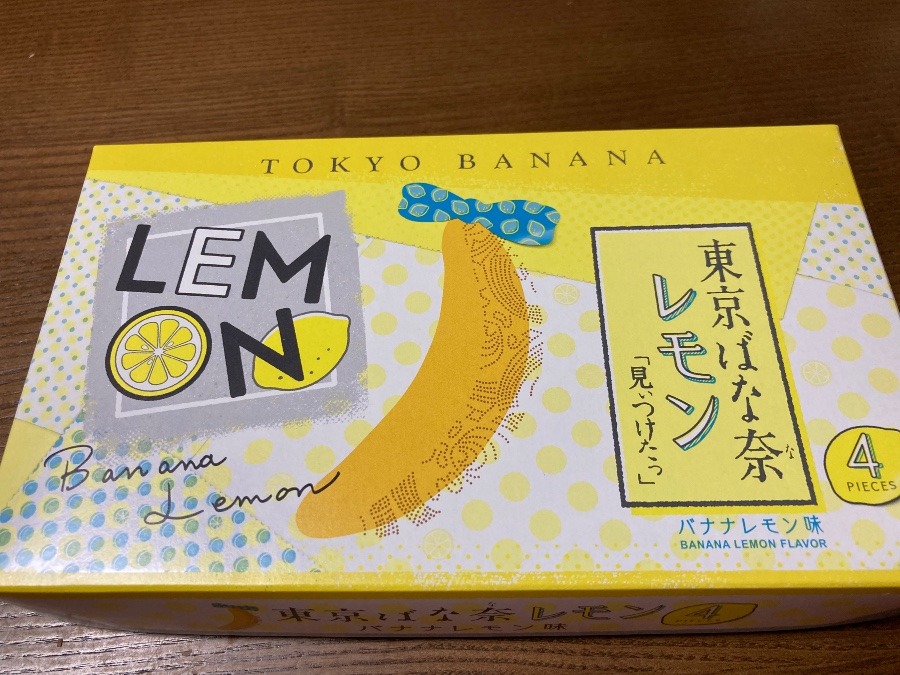 TOKYO BANANA
LEM
ON
Banana
Lemon
東京ばな奈
な
レモン
「見ぃつけたっ」
4
PIECES
バナナレモン味
BANANA LEMON FLAVOR
東京ばな奈レモン
4
PIECES
バナナレモン味